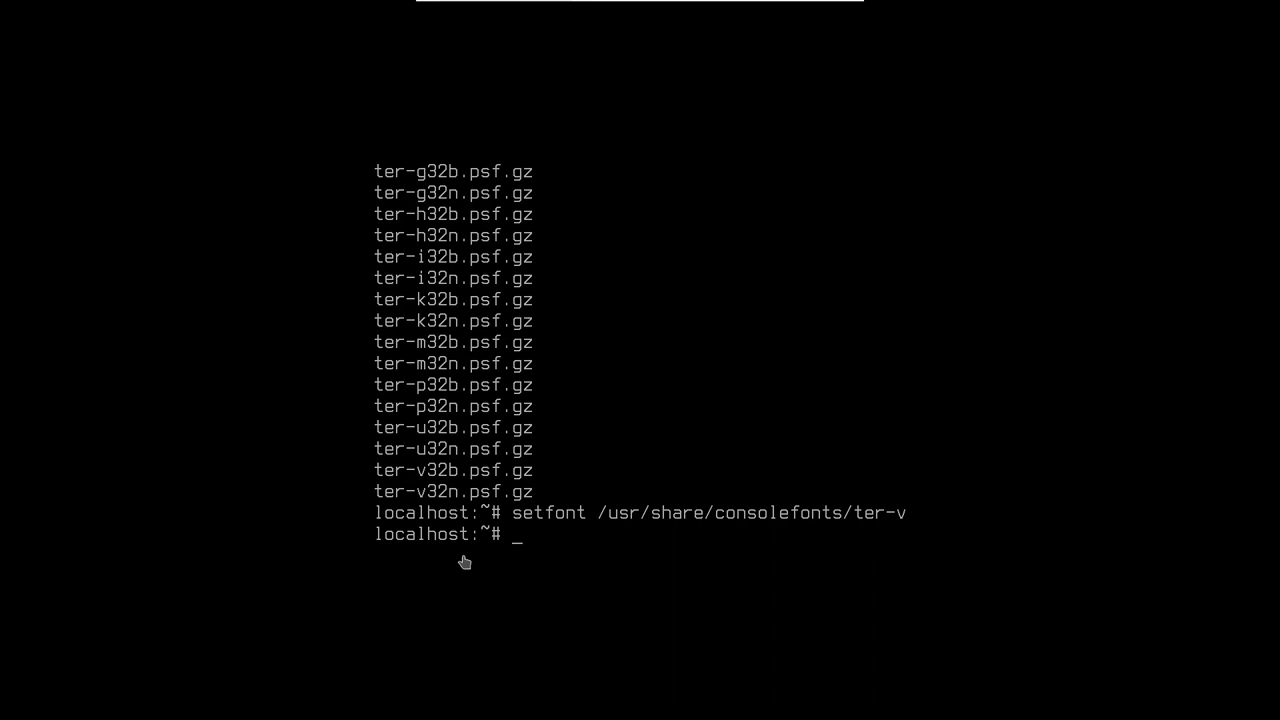 ter-g32b.psf.gz
ter-g32n.psf.gz
ter-h32b.psf.gz
ter-h32n.psf.gz
ter-i32b.psf.gz
ter-i32n.psf.gz
ter-k32b.psf.gz
ter-k32n.psf.gz
ter-m32b.psf.gz
ter-m32n.psf.gz
ter-p32b.psf.gz
ter-p32n.psf.gz
ter-u32b.psf.gz
ter-u32n.psf.gz
ter-v32b.psf.gz
ter-v32n.psf.gz
localhost:~# setfont /usr/share/consolefonts/ter-v
localhost:~# _